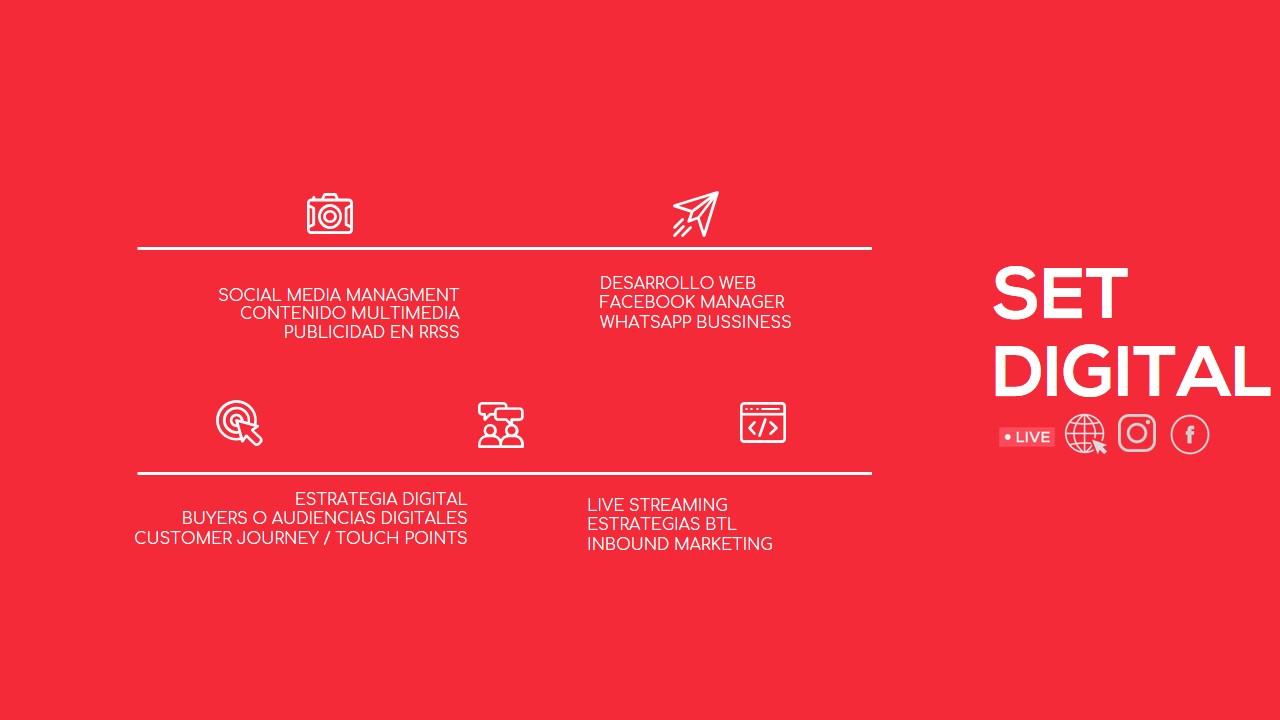 SOCIAL MEDIA MANAGMENT
CONTENIDO MULTIMEDIA
PUBLICIDAD EN RRSS
DESARROLLO WEB
FACEBOOK MANAGER
WHATSAPP BUSSINESS
ESTRATEGIA DIGITAL
BUYERS O AUDIENCIAS DIGITALES
CUSTOMER JOURNEY / TOUCH POINTS
LIVE STREAMING
ESTRATEGIAS BTL
INBOUND MARKETING
SET
DIGITAL
LIVE